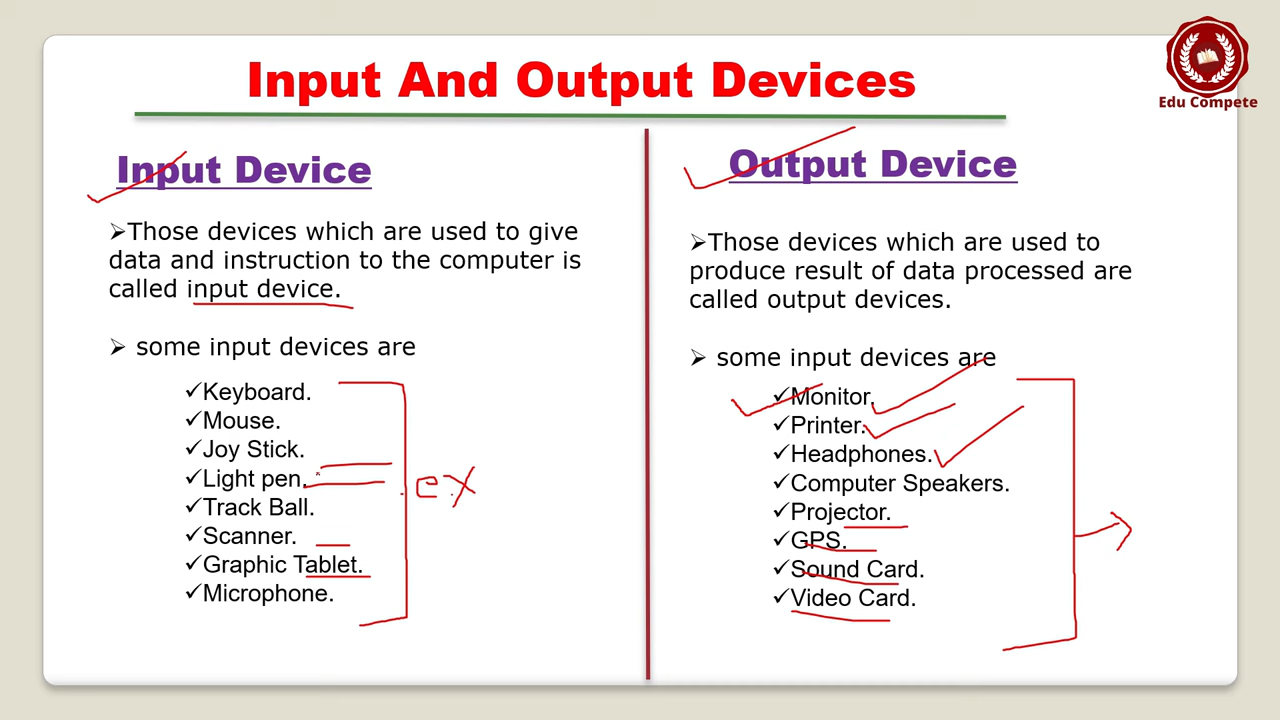 Input And Output Devices
Edu Compete
Input Device
➢Those devices which are used to give
data and instruction to the computer is
called input device.
➢ some input devices are
✓Keyboard.
✓Mouse.
✓Joy Stick.
✓Light pen.
✓Track Ball.
✓Scanner.
✓Graphic Tablet.
✓Microphone.
ex
Output Device
➢Those devices which are used to
produce result of data processed are
called output devices.
➢ some input devices are
✓Monitor.
✓Printer.
✓Headphones.
✓Computer Speakers.
✓Projector.
✓GPS.
✓Sound Card.
✓Video Card.